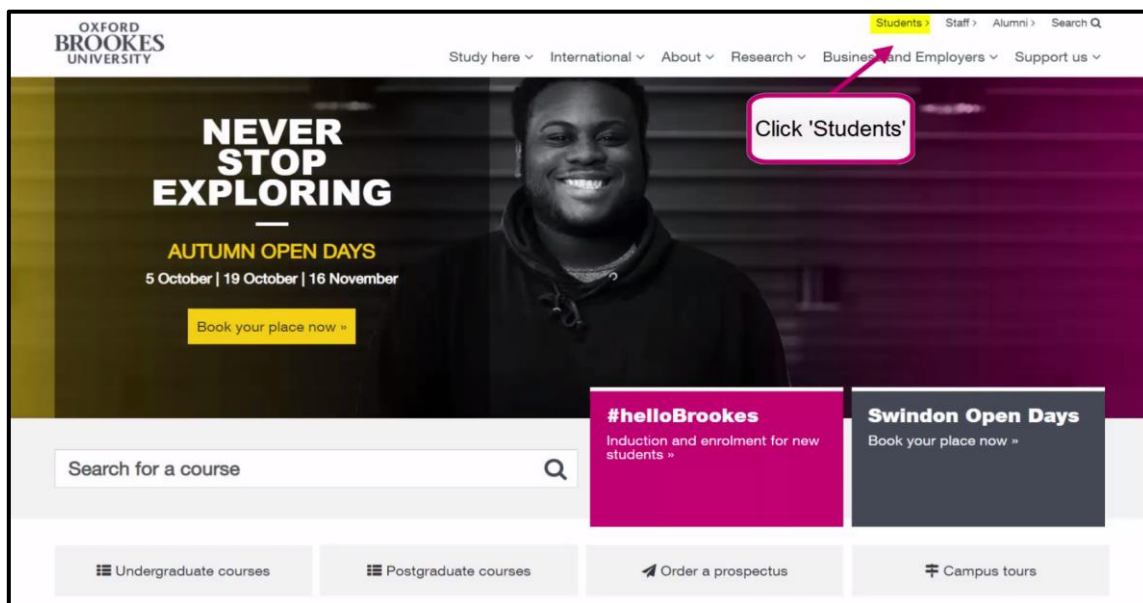 OXFORD
BROOKES
UNIVERSITY
Students > Staff > Alumni > Search
Study here International About Research Business and Employers Support us
Click 'Students'
NEVER
STOP
EXPLORING
AUTUMN OPEN DAYS
5 October | 19 October | 16 November
Book your place now »
#helloBrookes
Induction and enrolment for new
students »
Swindon Open Days
Book your place now »
Search for a course
Undergraduate courses
Postgraduate courses
Order a prospectus
Campus tours